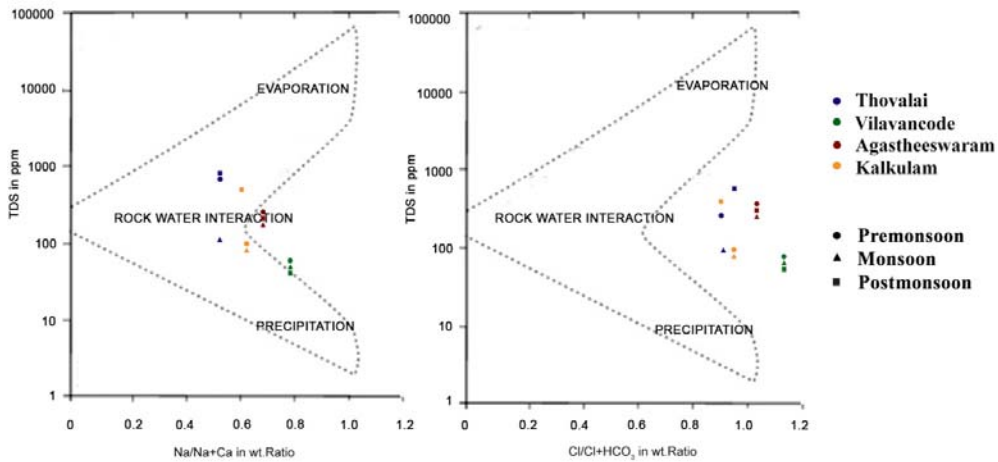 100000
10000
1000
100
10
1
TDS in ppm
EVAPORATION
ROCK WATER INTERACTION
PRECIPITATION
0 0.2 0.4 0.6 0.8 1.0 1.2
Na/Na+Ca in wt.Ratio
100000
10000
1000
100
10
1
TDS in ppm
EVAPORATION
ROCK WATER INTERACTION
PRECIPITATION
0 0.2 0.4 0.6 0.8 1.0 1.2
Cl/Cl+HCO₃ in wt.Ratio
Thovalai
Vilavancode
Agastheeswaram
Kalkulam
Premonsoon
Monsoon
Postmonsoon